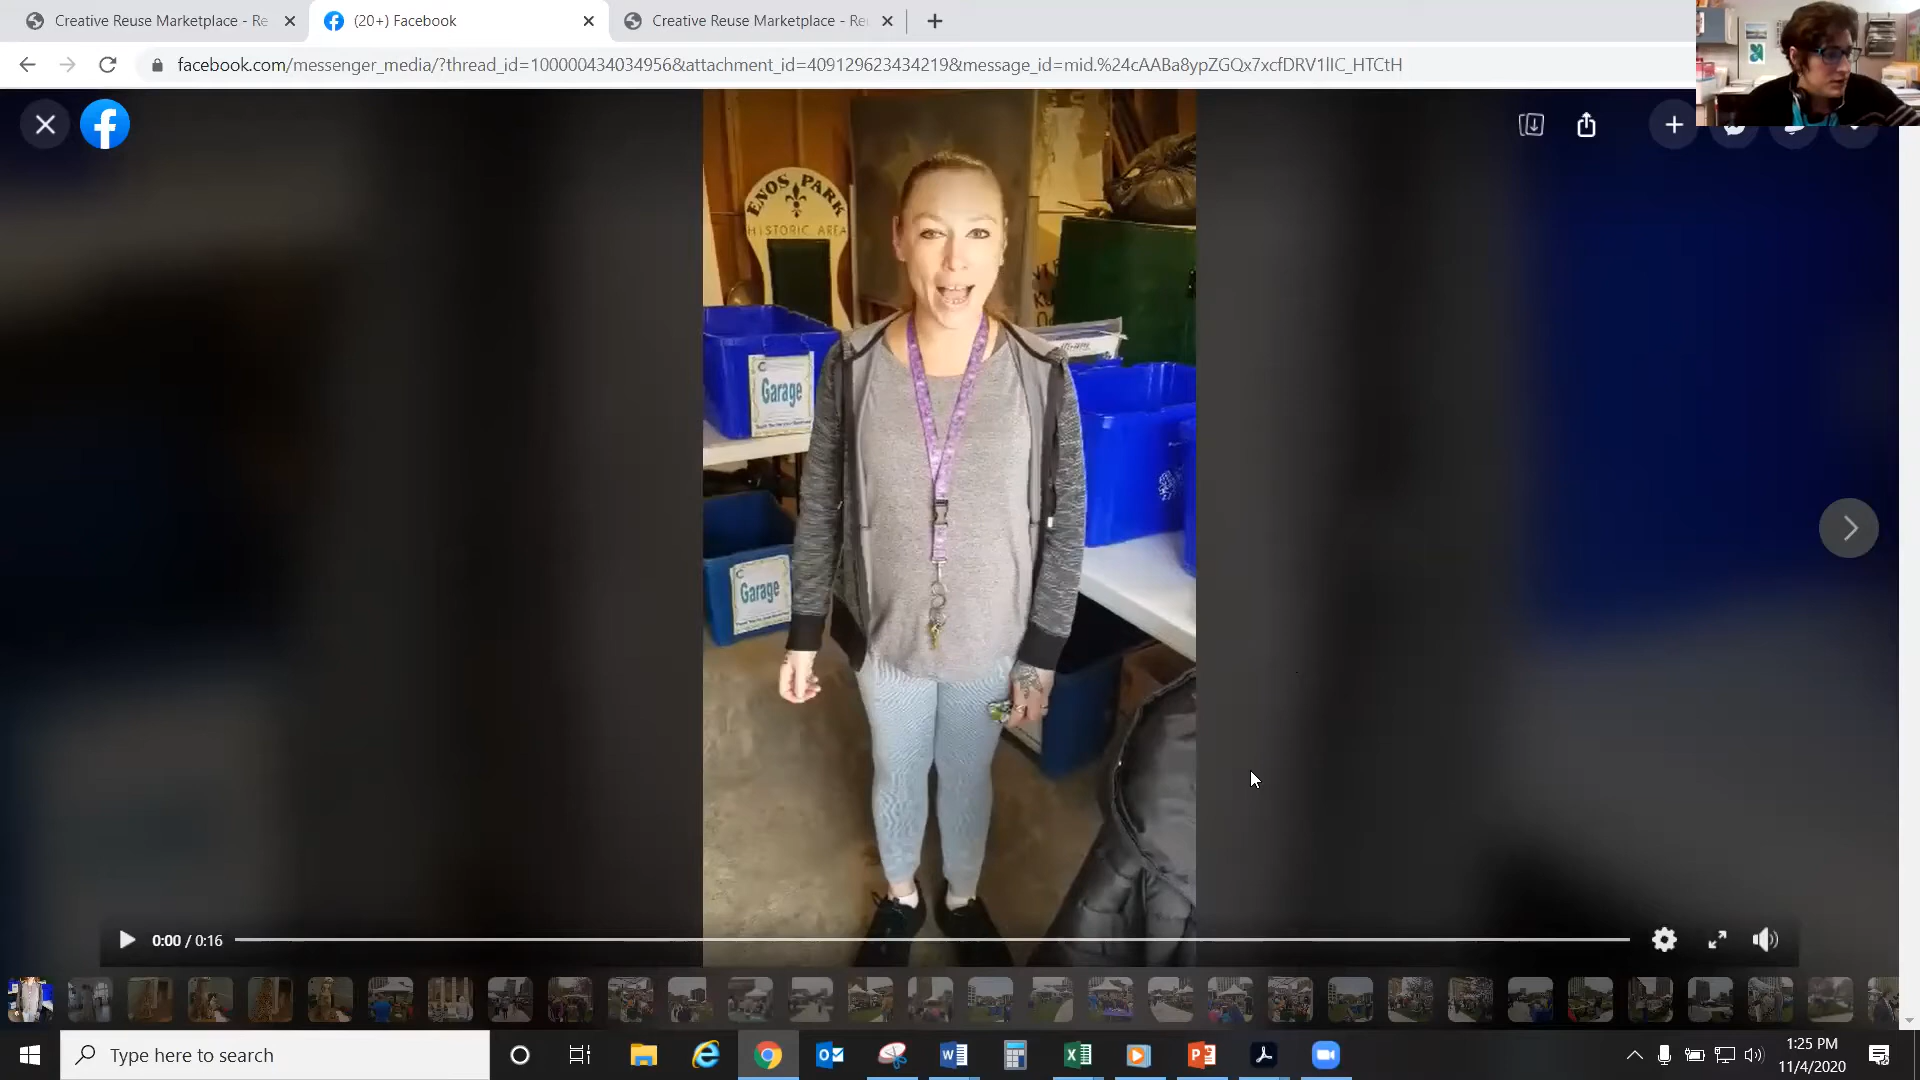 Creative Reuse Marketplace - Re
(20+) Facebook
Creative Reuse Marketplace - Re
facebook.com/messenger_media/?thread_id=100000434034956&attachment_id=409129623434219&message_id=mid.%24cAABa8ypZGQx7xcfDRV1lIC_HTCtH
ENOS PARK
HISTORIC AREA
Garage
Garage
0:00 / 0:16
Type here to search
1:25 PM
11/4/2020